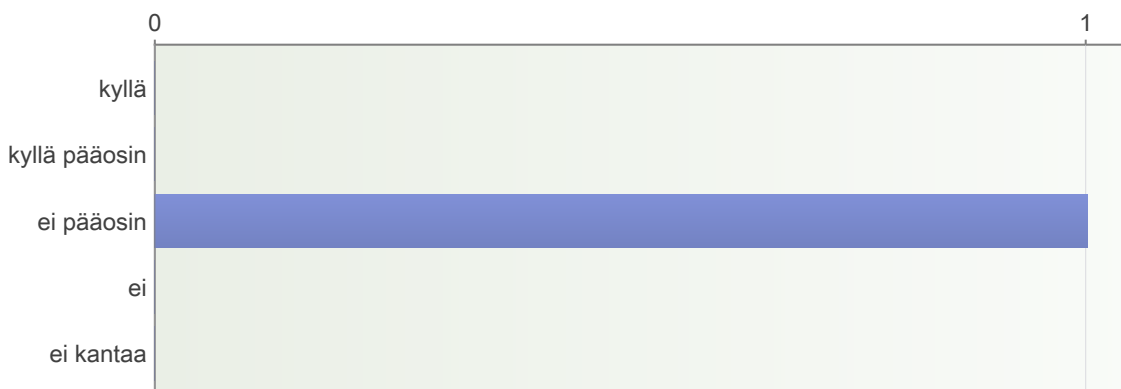 0 1
kyllä
kyllä pääosin
ei pääosin
ei
ei kantaa